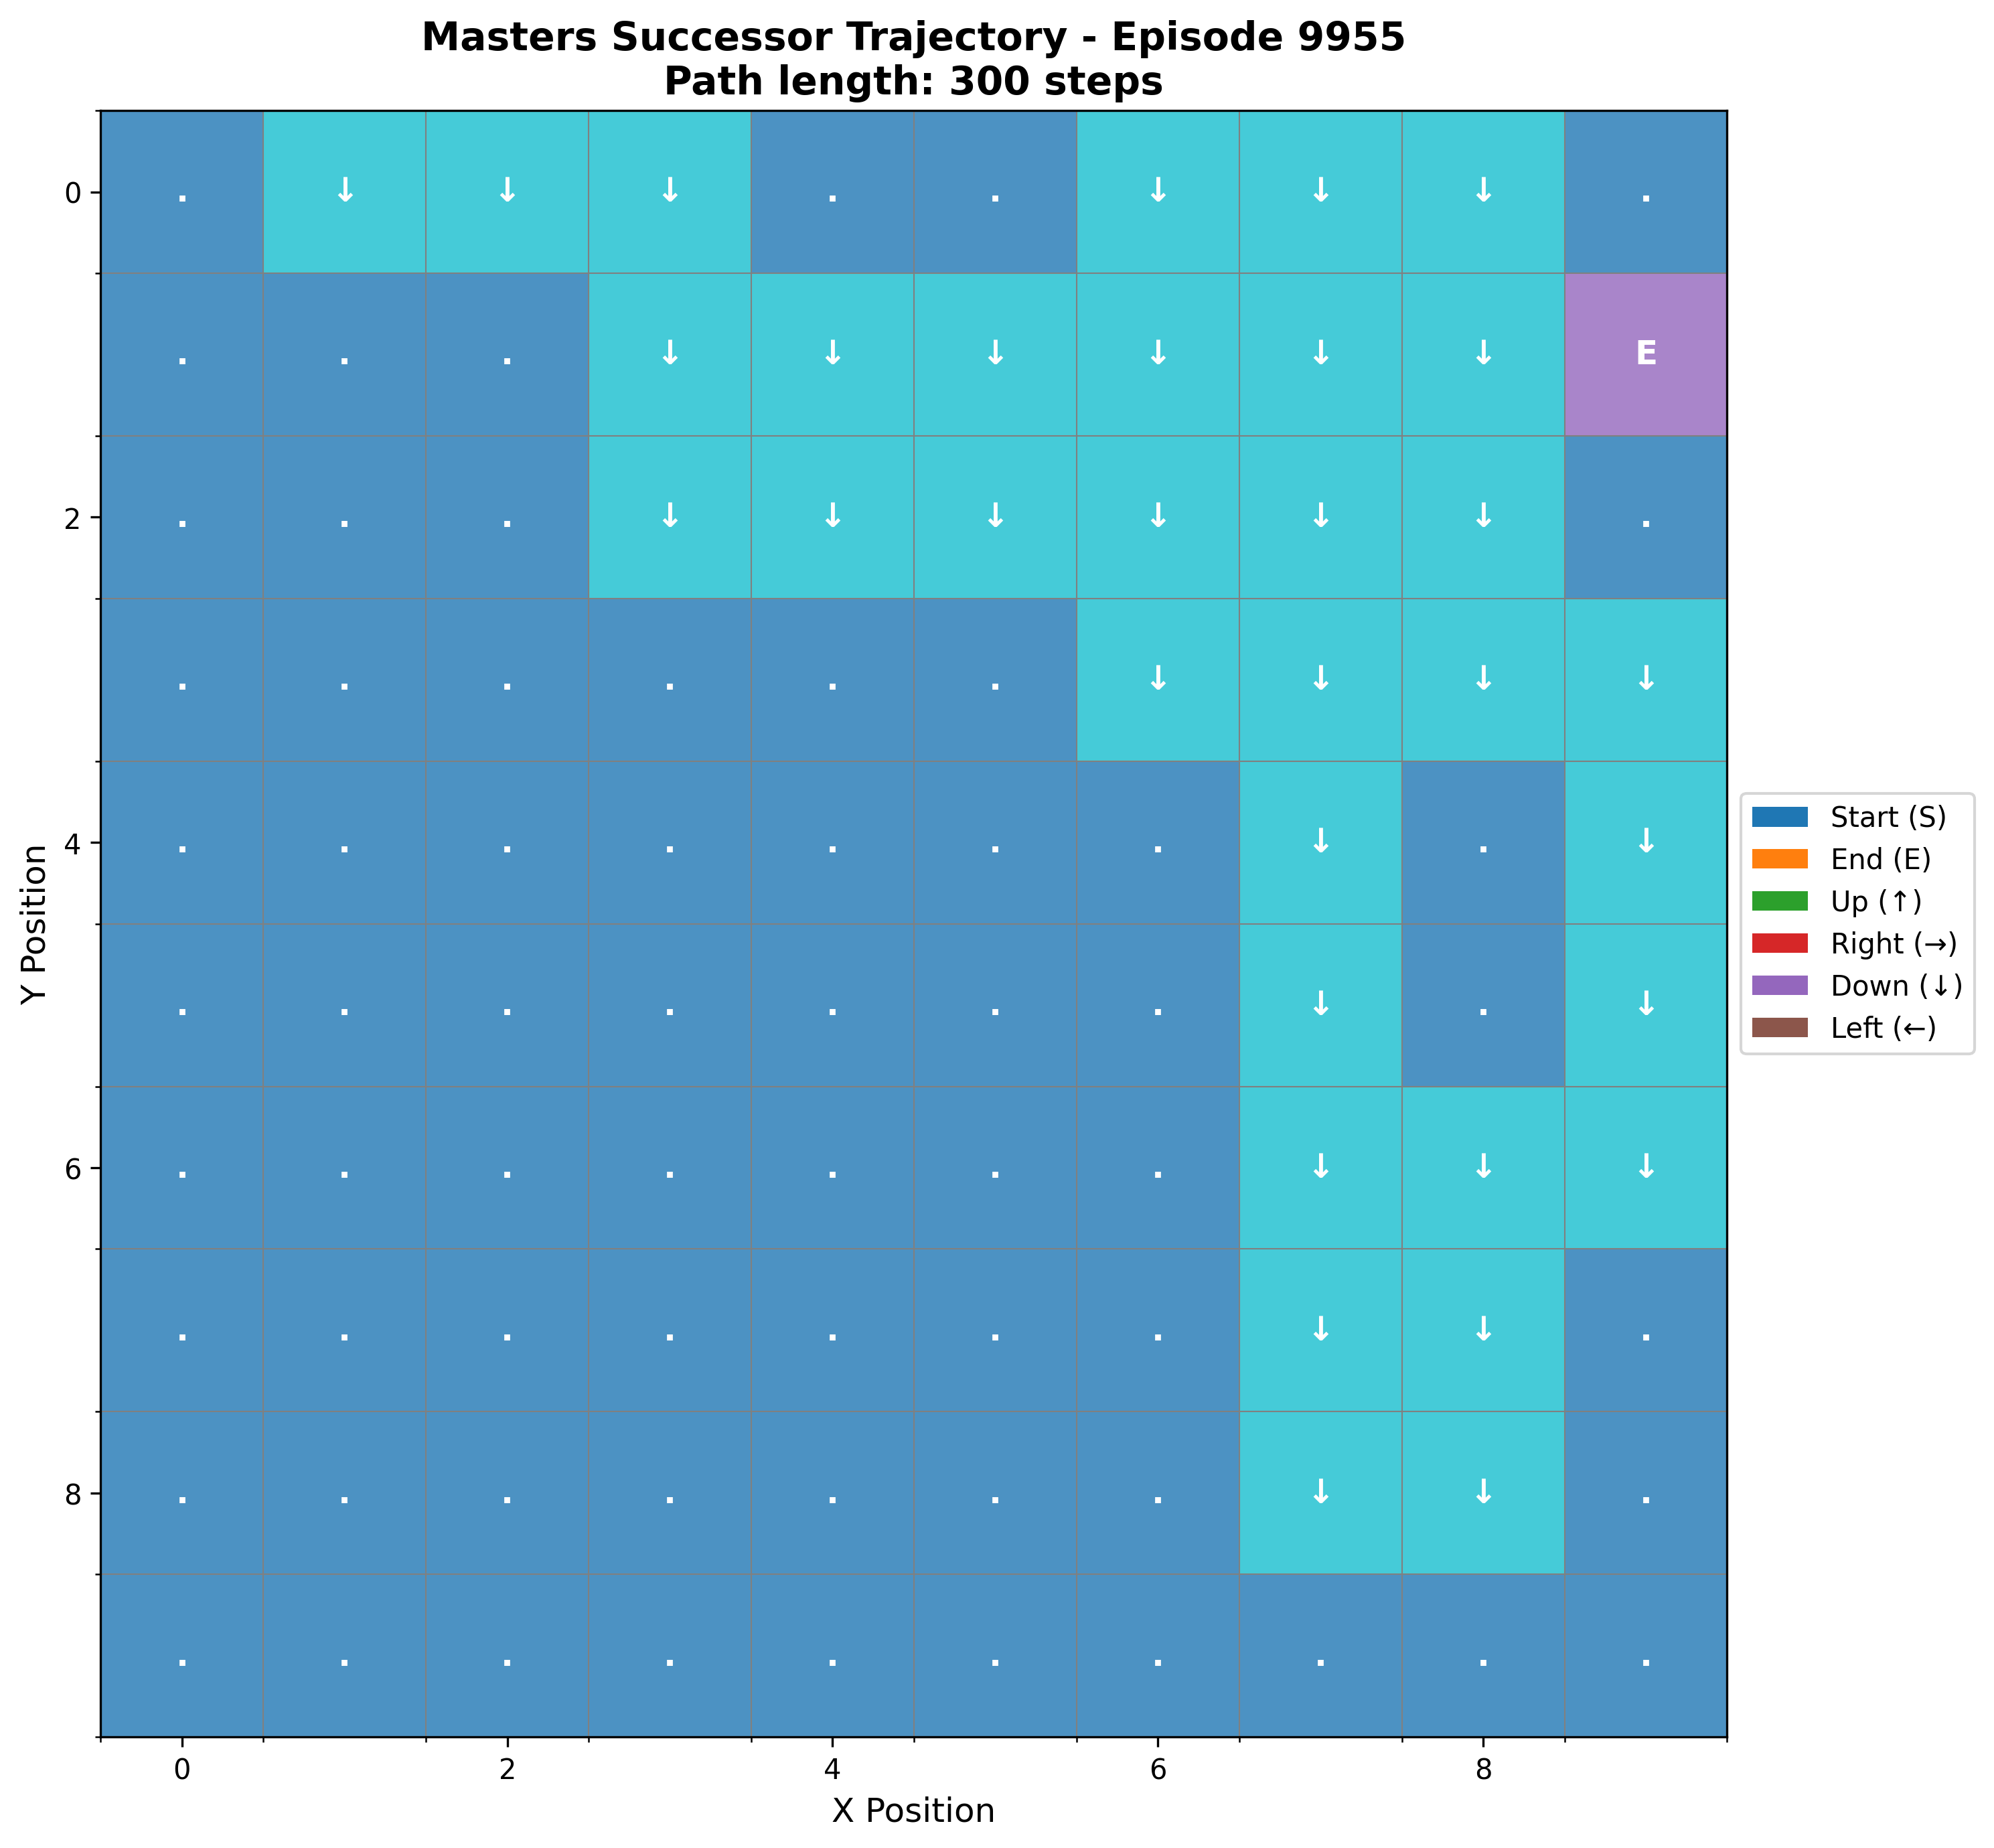 Masters Successor Trajectory - Episode 9955
Path length: 300 steps
0 . ↓ ↓ ↓ . . ↓ ↓ ↓ .
. . . ↓ ↓ ↓ ↓ ↓ ↓ E
2 . . . ↓ ↓ ↓ ↓ ↓ ↓ .
. . . . . . ↓ ↓ ↓ ↓
4 . . . . . . . ↓ . ↓
. . . . . . . ↓ . ↓
6 . . . . . . . ↓ ↓ ↓
. . . . . . . ↓ ↓ .
8 . . . . . . . ↓ ↓ .
. . . . . . . . . .
0 2 4 6 8
X Position
Y Position
Start (S)
End (E)
Up (↑)
Right (→)
Down (↓)
Left (←)